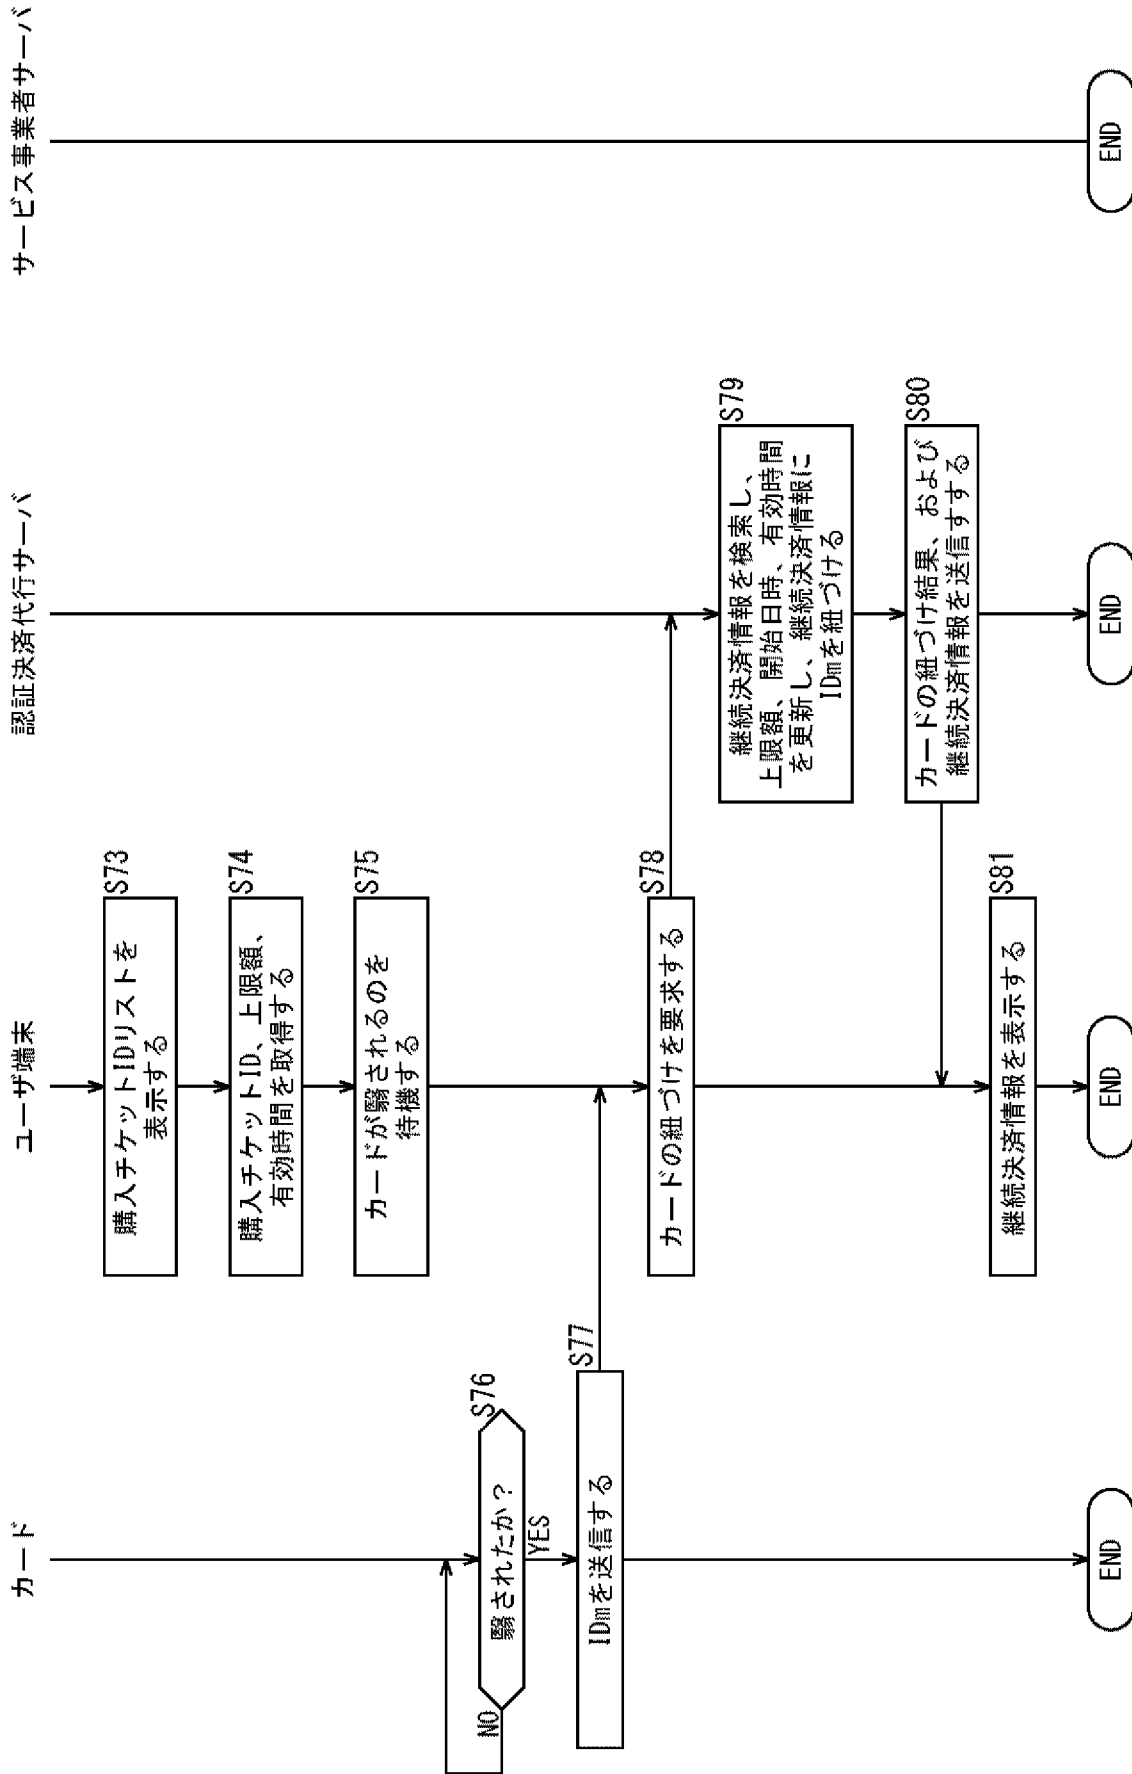 カード
ユーザ端末
認証決済代行サーバ
サービス事業者サーバ
S73
購入チケットIDリストを
表示する
S74
購入チケットID、上限額、
有効時間を取得する
S75
カードが翳されるのを
待機する
S76
翳されたか？
NO
YES
S77
IDmを送信する
S78
カードの紐づけを要求する
S79
継続決済情報を検索し、
上限額、開始日時、有効時間
を更新し、継続決済情報に
IDmを紐づける
S80
カードの紐づけ結果、および
継続決済情報を送信すする
S81
継続決済情報を表示する
END
END
END
END